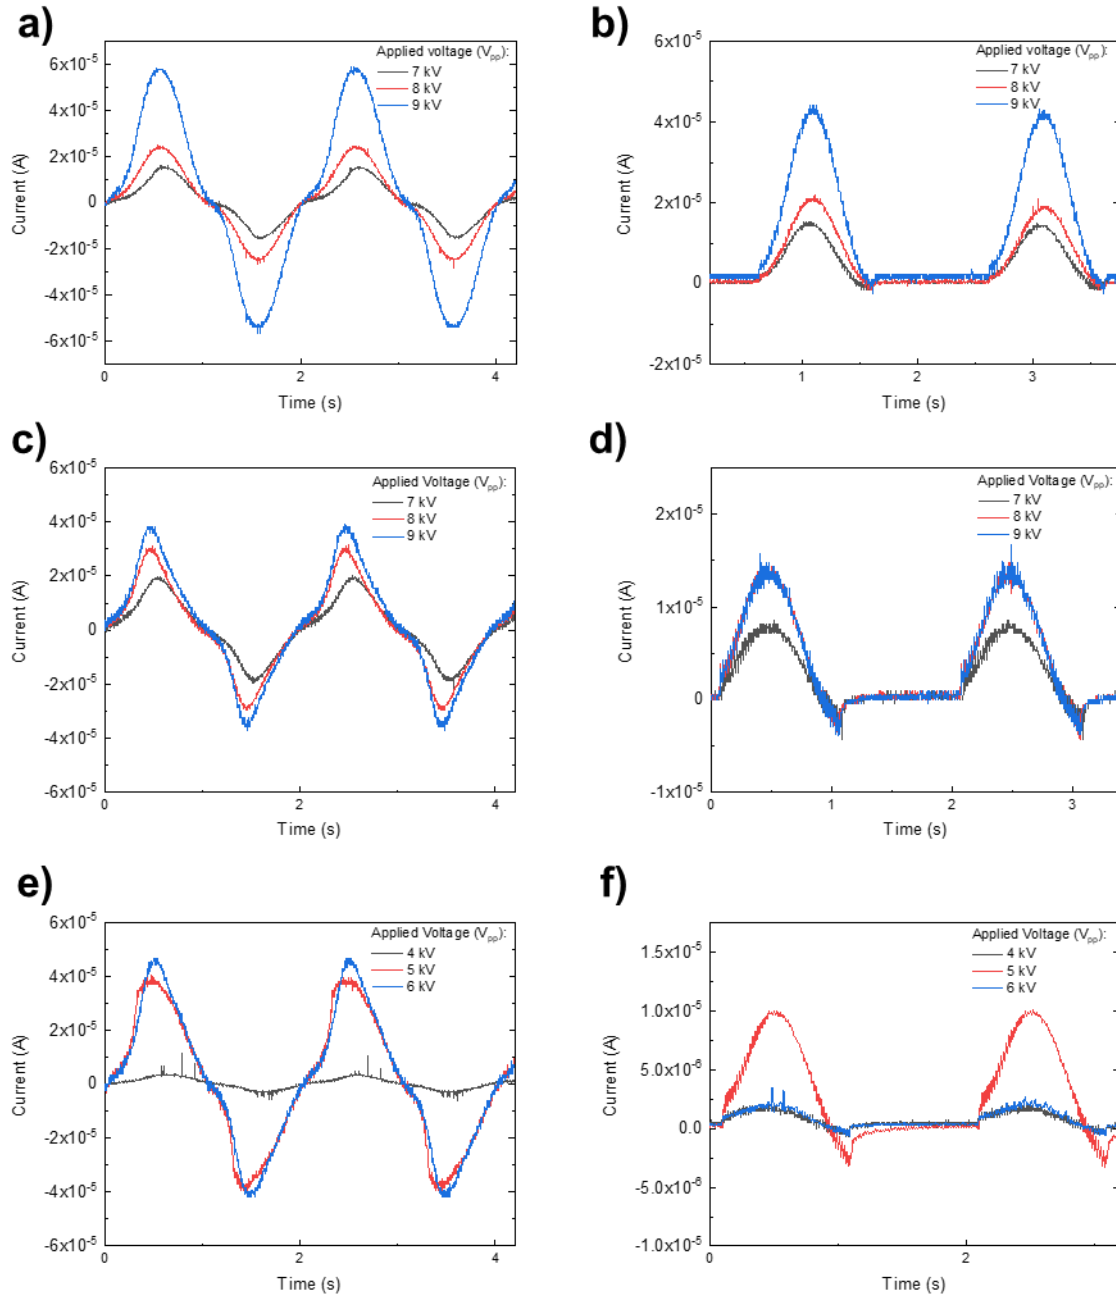 a)
Applied voltage (Vpp):
7 kV
8 kV
9 kV
6x10-5
4x10-5
2x10-5
0
-2x10-5
-4x10-5
-6x10-5
Current (A)
0
2
4
Time (s)
b)
Applied voltage (Vpp):
7 kV
8 kV
9 kV
6x10-5
4x10-5
2x10-5
0
-2x10-5
Current (A)
1
2
3
Time (s)
c)
Applied Voltage (Vpp):
7 kV
8 kV
9 kV
6x10-5
4x10-5
2x10-5
0
-2x10-5
-4x10-5
-6x10-5
Current (A)
0
2
4
Time (s)
d)
Applied Voltage (Vpp):
7 kV
8 kV
9 kV
2x10-5
1x10-5
0
-1x10-5
Current (A)
0
1
2
3
Time (s)
e)
Applied Voltage (Vpp):
4 kV
5 kV
6 kV
6x10-5
4x10-5
2x10-5
0
-2x10-5
-4x10-5
-6x10-5
Current (A)
0
2
4
Time (s)
f)
Applied Voltage (Vpp):
4 kV
5 kV
6 kV
1.5x10-5
1.0x10-5
5.0x10-6
0.0
-5.0x10-6
-1.0x10-5
Current (A)
0
2
Time (s)